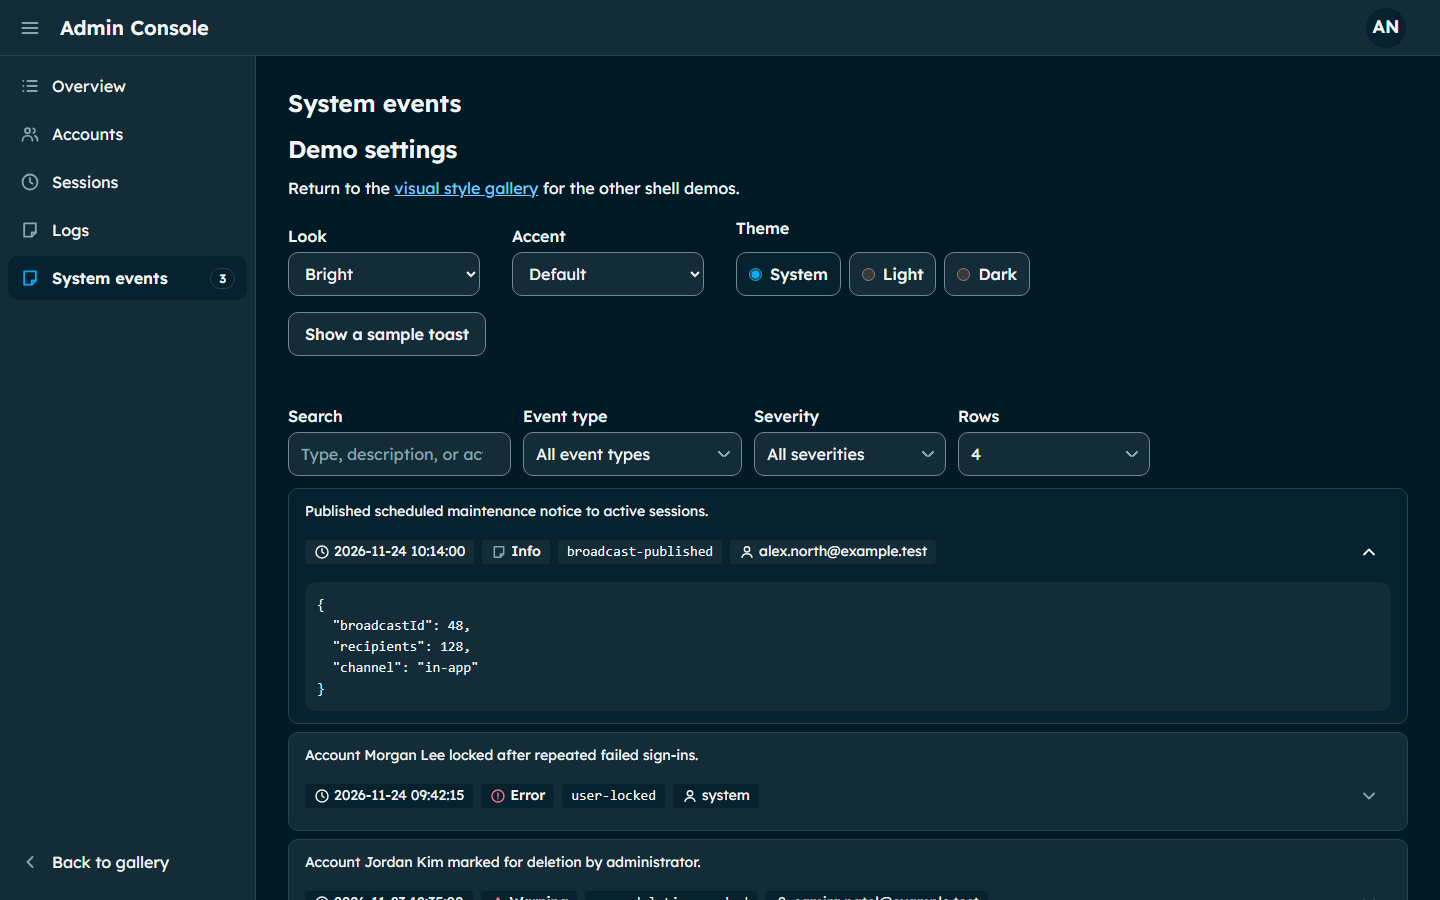 Admin Console
AN
Overview
Accounts
Sessions
Logs
System events
3
Back to gallery
System events
Demo settings
Return to the visual style gallery for the other shell demos.
Look
Accent
Theme
Bright
Default
System
Light
Dark
Show a sample toast
Search
Event type
Severity
Rows
Type, description, or ac
All event types
All severities
4
Published scheduled maintenance notice to active sessions.
2026-11-24 10:14:00
Info
broadcast-published
alex.north@example.test
{
"broadcastId": 48,
"recipients": 128,
"channel": "in-app"
}
Account Morgan Lee locked after repeated failed sign-ins.
2026-11-24 09:42:15
Error
user-locked
system
Account Jordan Kim marked for deletion by administrator.
Warning